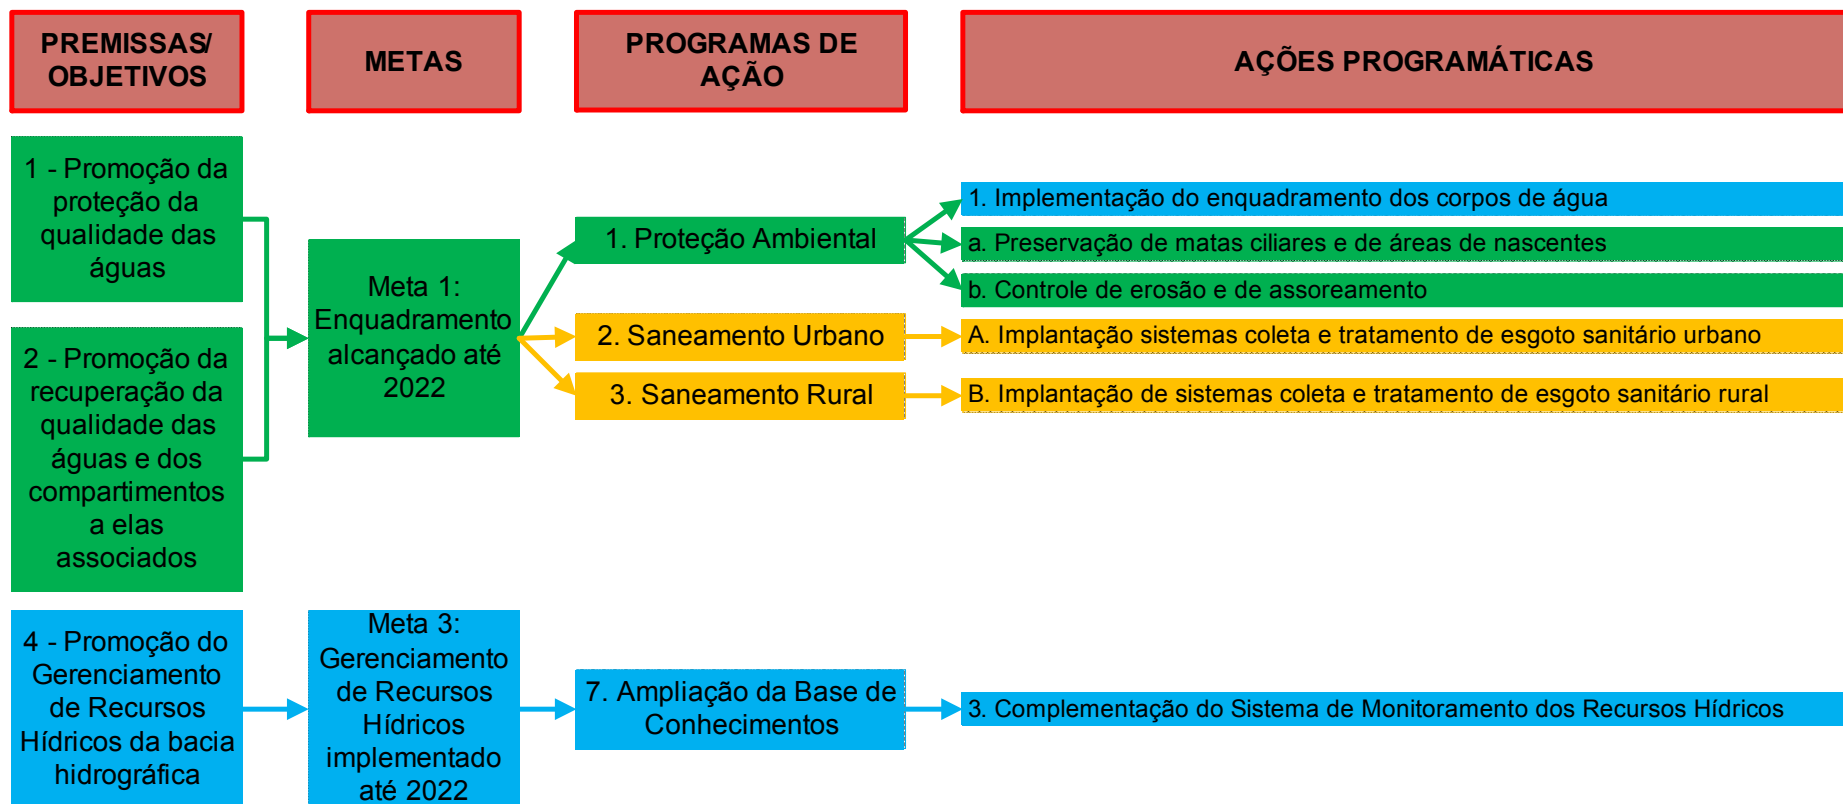 PREMISSAS/
OBJETIVOS
METAS
PROGRAMAS DE
AÇÃO
AÇÕES PROGRAMÁTICAS
1 - Promoção da
proteção da
qualidade das
águas
2 - Promoção da
recuperação da
qualidade das
águas e dos
compartimentos
a elas
associados
Meta 1:
Enquadramento
alcançado até
2022
1. Proteção Ambiental
2. Saneamento Urbano
3. Saneamento Rural
1. Implementação do enquadramento dos corpos de água
a. Preservação de matas ciliares e de áreas de nascentes
b. Controle de erosão e de assoreamento
A. Implantação sistemas coleta e tratamento de esgoto sanitário urbano
B. Implantação de sistemas coleta e tratamento de esgoto sanitário rural
4 - Promoção do
Gerenciamento
de Recursos
Hídricos da bacia
hidrográfica
Meta 3:
Gerenciamento
de Recursos
Hídricos
implementado
até 2022
7. Ampliação da Base de
Conhecimentos
3. Complementação do Sistema de Monitoramento dos Recursos Hídricos